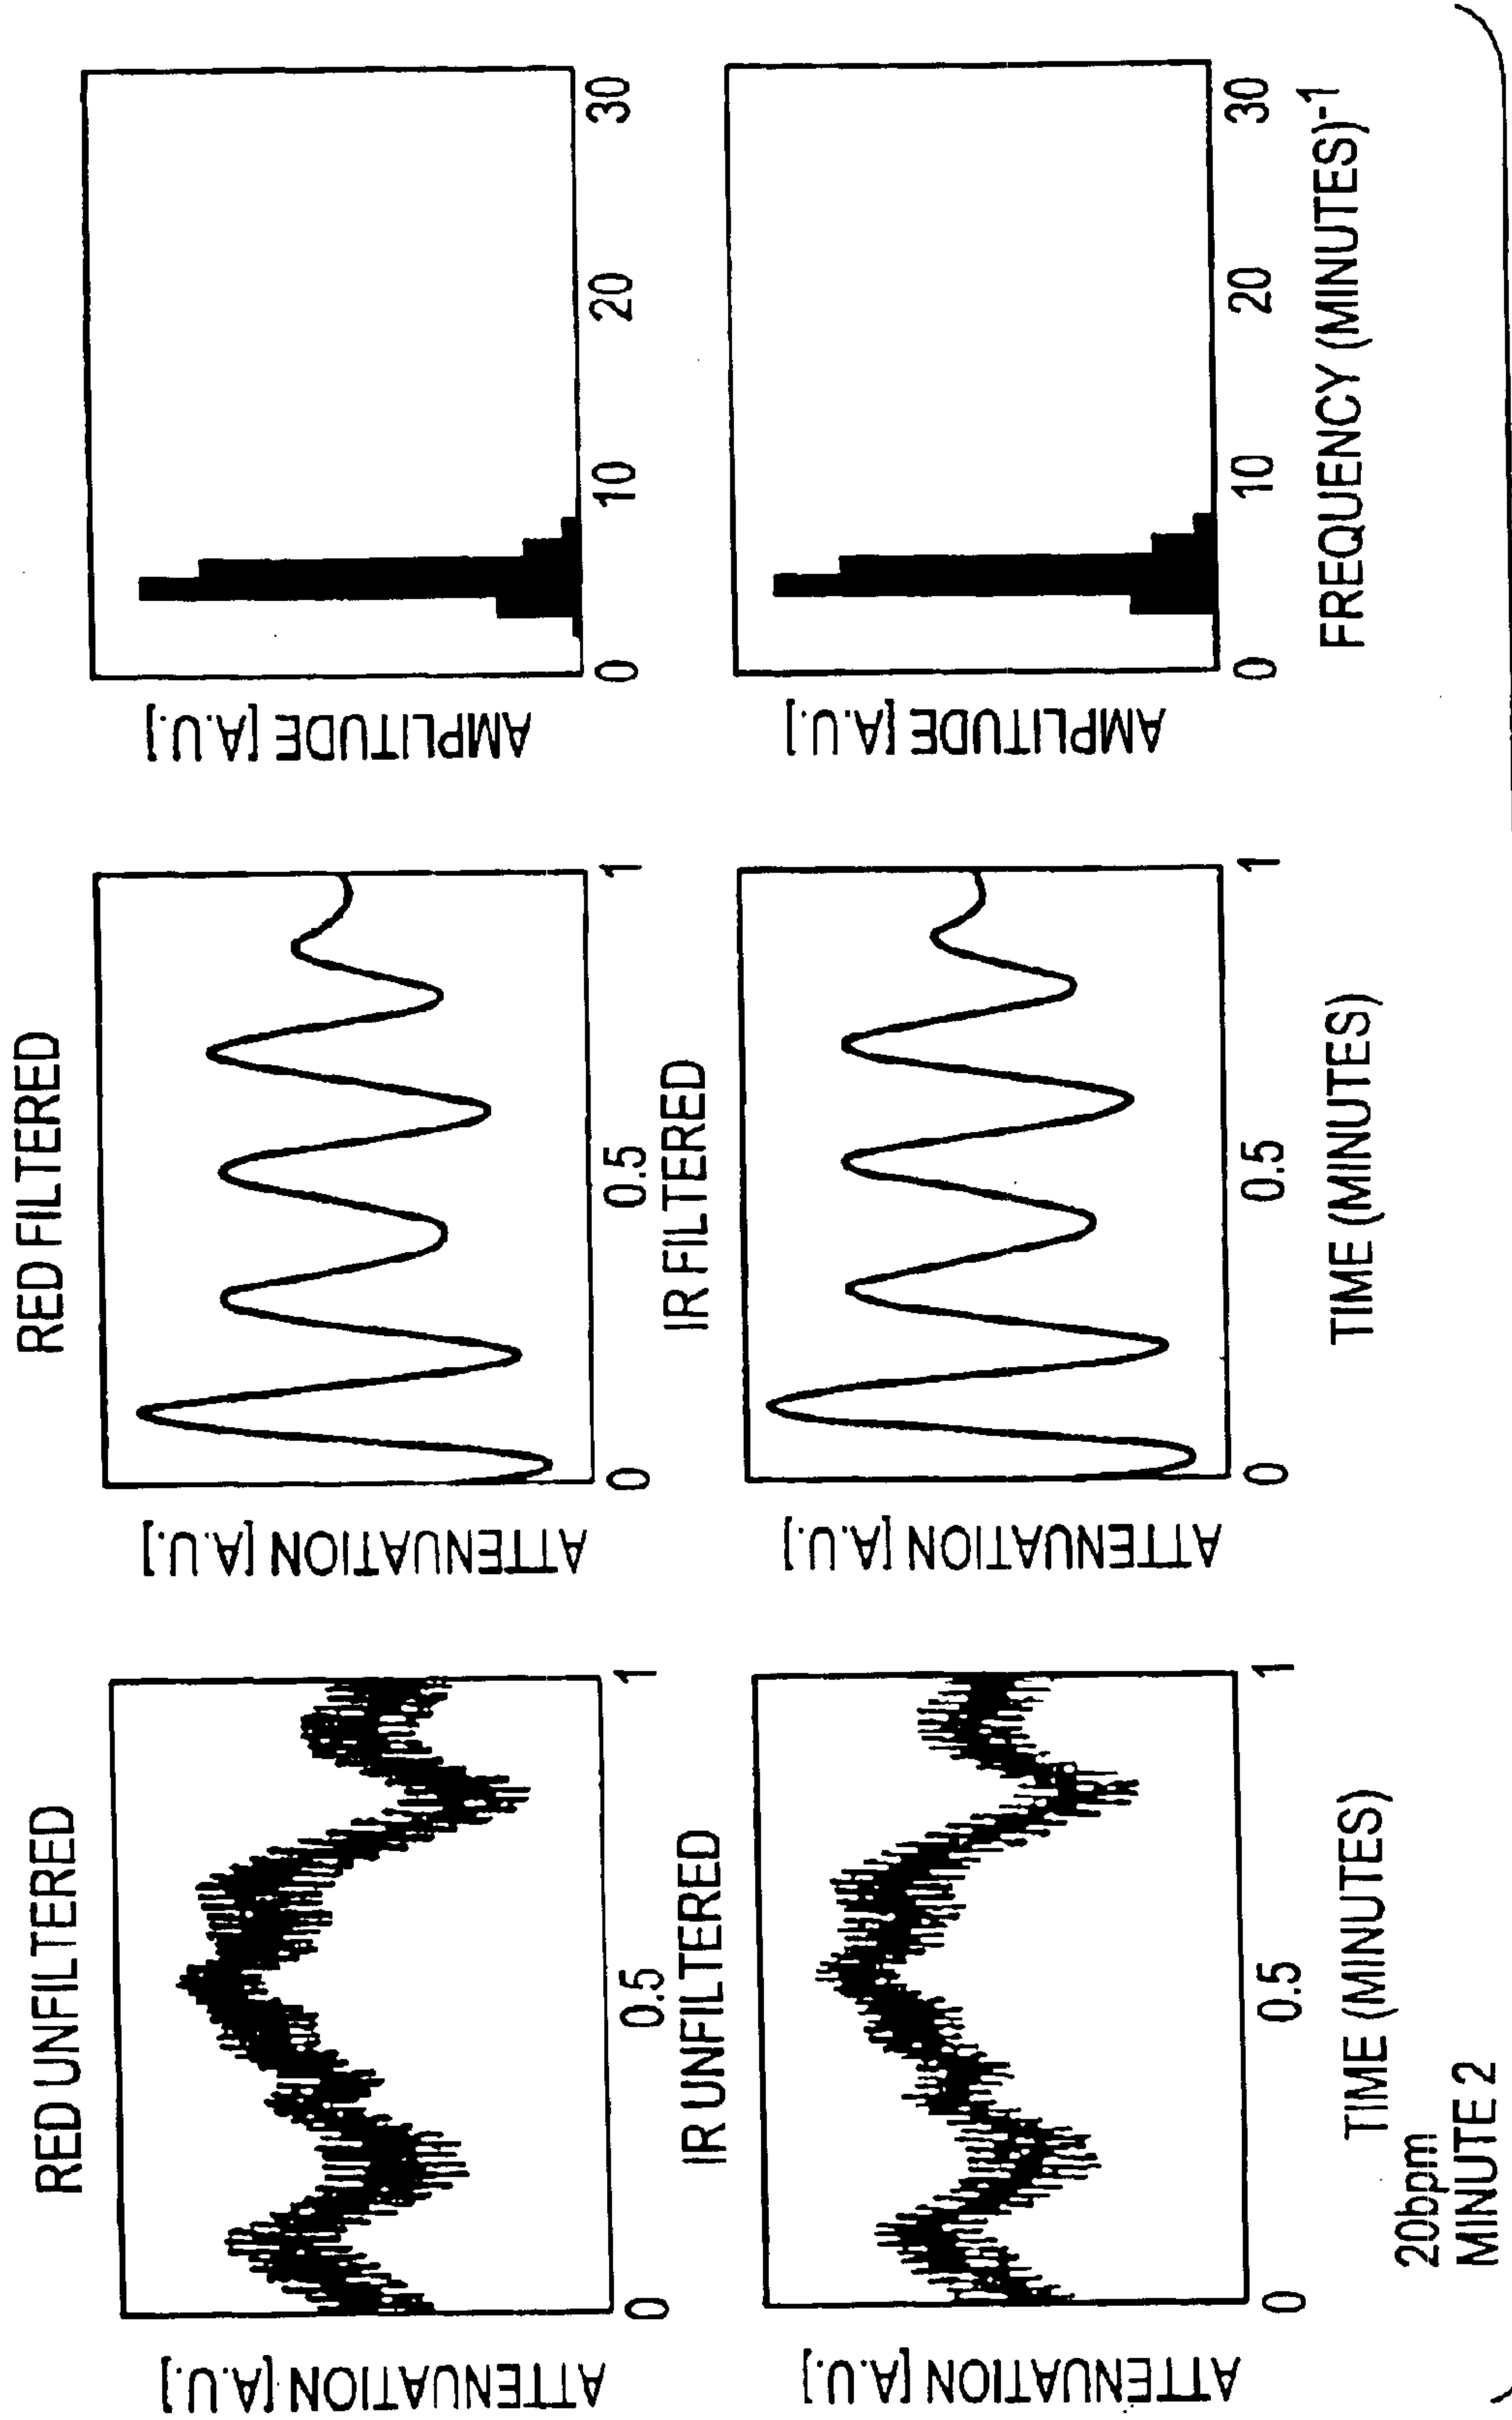 RED UNFILTERED
RED FILTERED
ATTENUATION [A.U.]
ATTENUATION [A.U.]
AMPLITUDE [A.U.]
0
0.5
1
0
0.5
1
0
10
20
30
IR UNFILTERED
IR FILTERED
ATTENUATION [A.U.]
ATTENUATION [A.U.]
AMPLITUDE [A.U.]
0
0.5
1
0
0.5
1
0
10
20
30
TIME (MINUTES)
TIME (MINUTES)
FREQUENCY (MINUTES)-1
20bpm
MINUTE 2